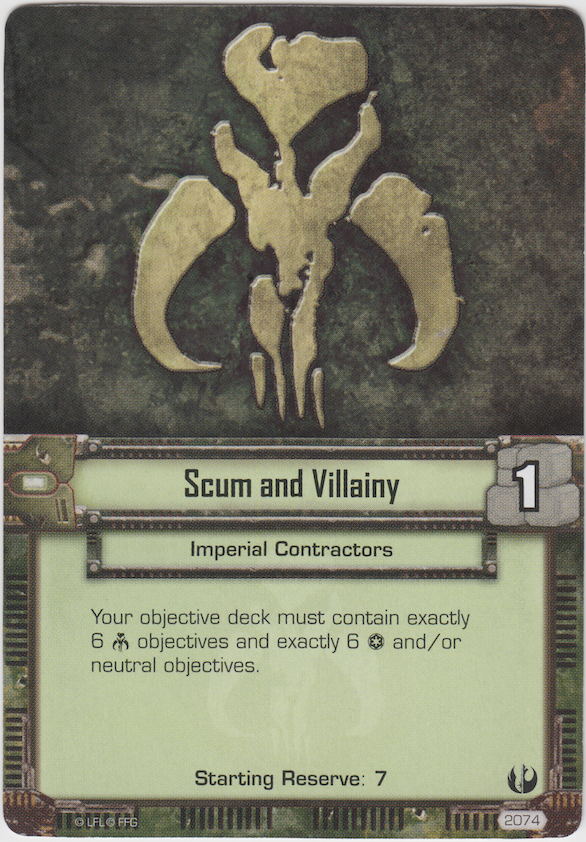 Scum and Villainy
1
Imperial Contractors
Your objective deck must contain exactly
6 objectives and exactly 6 and/or
neutral objectives.
Starting Reserve: 7
© LFL © FFG
2074